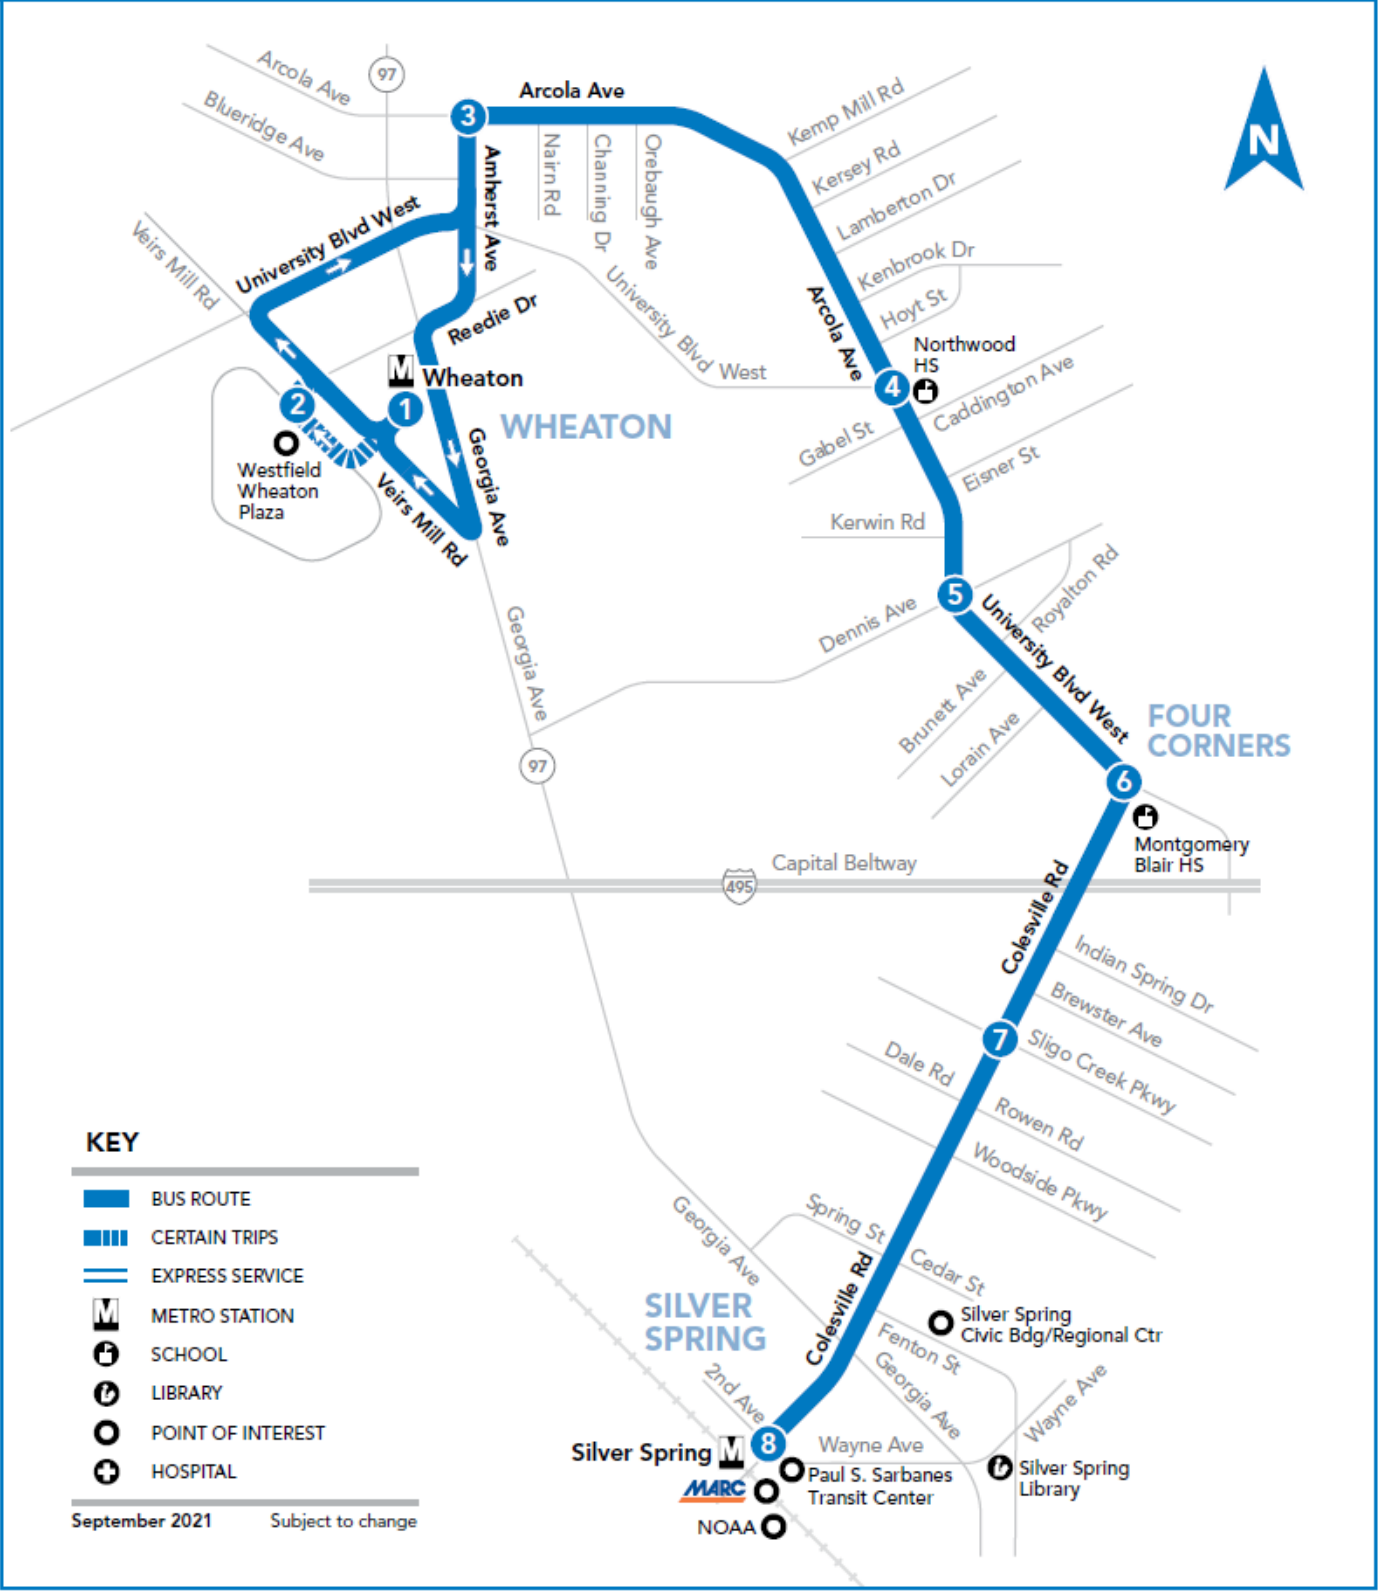 Arcola Ave
97
Arcola Ave
3
Blueridge Ave
Kemp Mill Rd
Kersey Rd
Lamberton Dr
N
Nairn Rd
Channing Dr
Orebaugh Ave
Amherst Ave
University Blvd West
Veirs Mill Rd
Kenbrook Dr
Hoyt St
Arcola Ave
University Blvd
West
Reedie Dr
Northwood
HS
4
M
Wheaton
1
2
WHEATON
Caddington Ave
Gabel St
Eisner St
Westfield
Wheaton
Plaza
Veirs Mill Rd
Georgia Ave
Kerwin Rd
5
Royalton Rd
Dennis Ave
University Blvd West
Georgia Ave
Brunett Ave
Lorain Ave
FOUR
CORNERS
97
6
Montgomery
Blair HS
Capital Beltway
495
Colesville Rd
Indian Spring Dr
Brewster Ave
7
Sligo Creek Pkwy
Dale Rd
Rowen Rd
Woodside Pkwy
Georgia Ave
Spring St
Cedar St
Colesville Rd
SILVER
SPRING
Silver Spring
Civic Bdg/Regional Ctr
Fenton St
Georgia Ave
Wayne Ave
2nd Ave
8
Silver Spring
M
Wayne Ave
Paul S. Sarbanes
Transit Center
Silver Spring
Library
MARC
NOAA
KEY
BUS ROUTE
CERTAIN TRIPS
EXPRESS SERVICE
M
METRO STATION
SCHOOL
LIBRARY
POINT OF INTEREST
HOSPITAL
September 2021
Subject to change